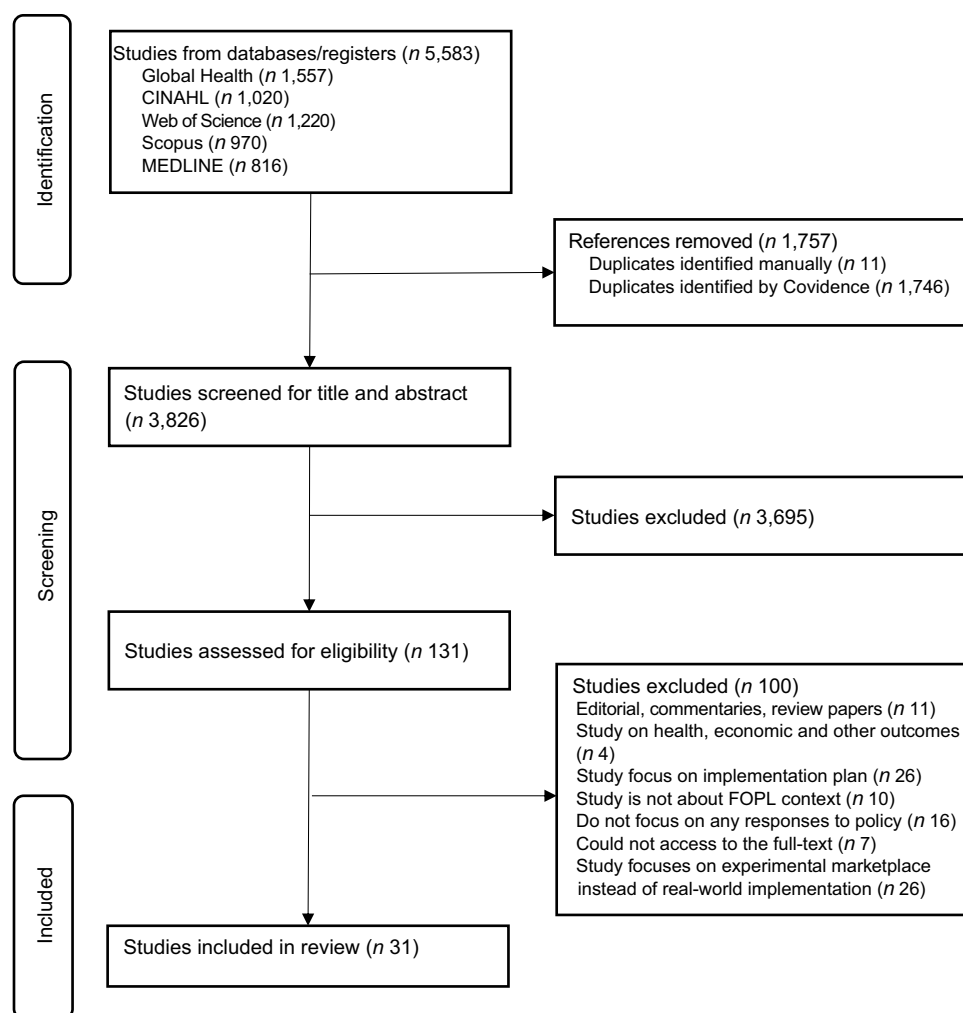 Identification
Studies from databases/registers (n 5,583)
Global Health (n 1,557)
CINAHL (n 1,020)
Web of Science (n 1,220)
Scopus (n 970)
MEDLINE (n 816)
References removed (n 1,757)
Duplicates identified manually (n 11)
Duplicates identified by Covidence (n 1,746)
Screening
Studies screened for title and abstract
(n 3,826)
Studies excluded (n 3,695)
Studies assessed for eligibility (n 131)
Studies excluded (n 100)
Editorial, commentaries, review papers (n 11)
Study on health, economic and other outcomes
(n 4)
Study focus on implementation plan (n 26)
Study is not about FOPL context (n 10)
Do not focus on any responses to policy (n 16)
Could not access to the full-text (n 7)
Study focuses on experimental marketplace
instead of real-world implementation (n 26)
Included
Studies included in review (n 31)